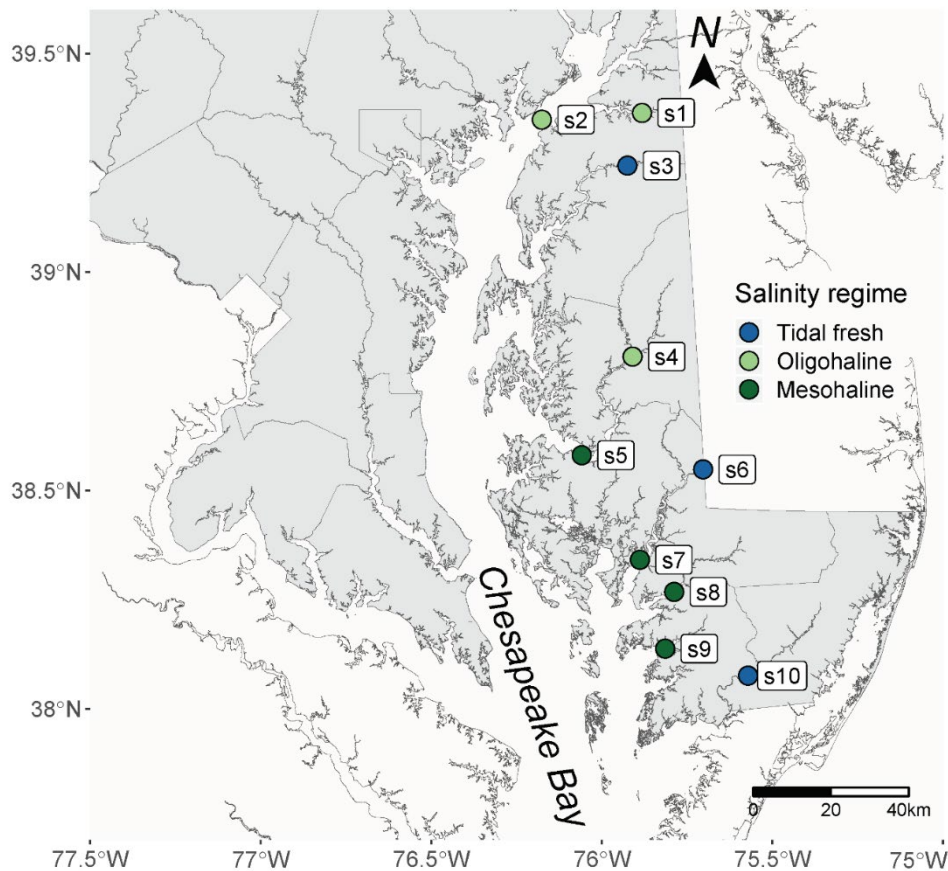 39.5°N
N
s1
s2
s3
39°N
Salinity regime
Tidal fresh
Oligohaline
Mesohaline
s4
s5
s6
38.5°N
s7
s8
s9
s10
Chesapeake Bay
38°N
0 20 40km
77.5°W 77°W 76.5°W 76°W 75.5°W 75°W